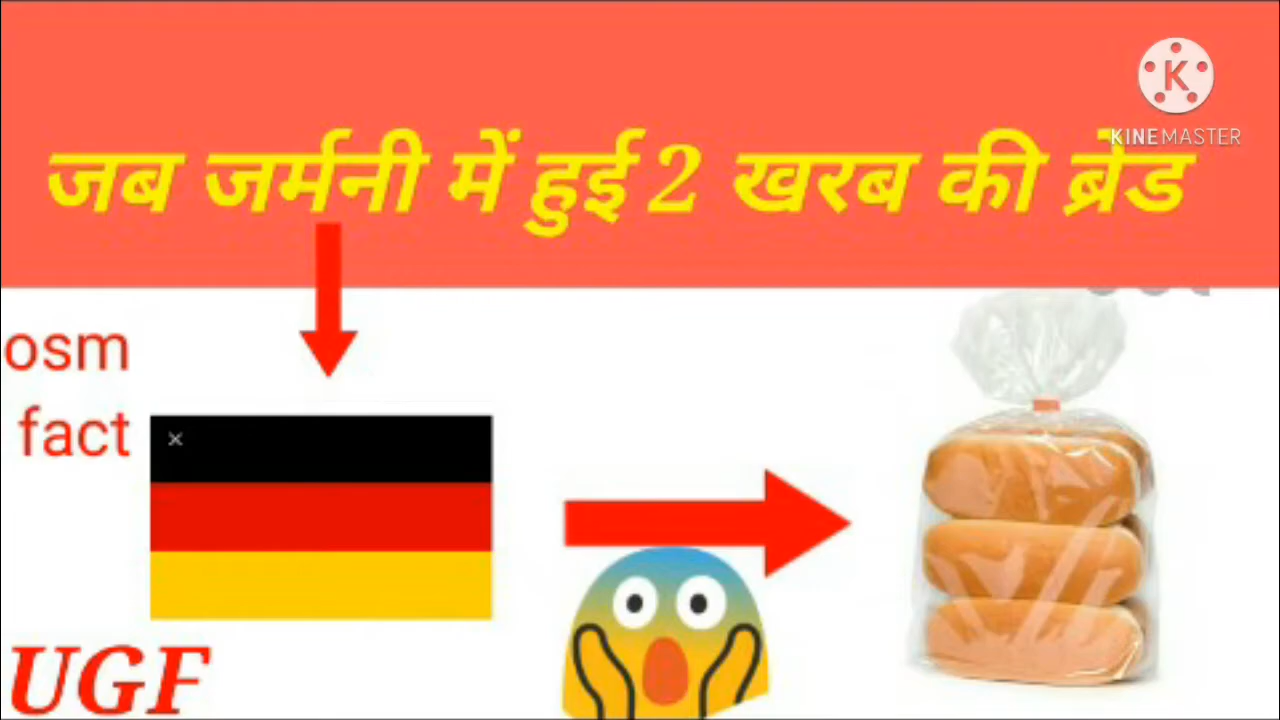 K
KINEMASTER
जब जर्मनी में हुई 2 खरब की ब्रेड
osm
fact
UGF